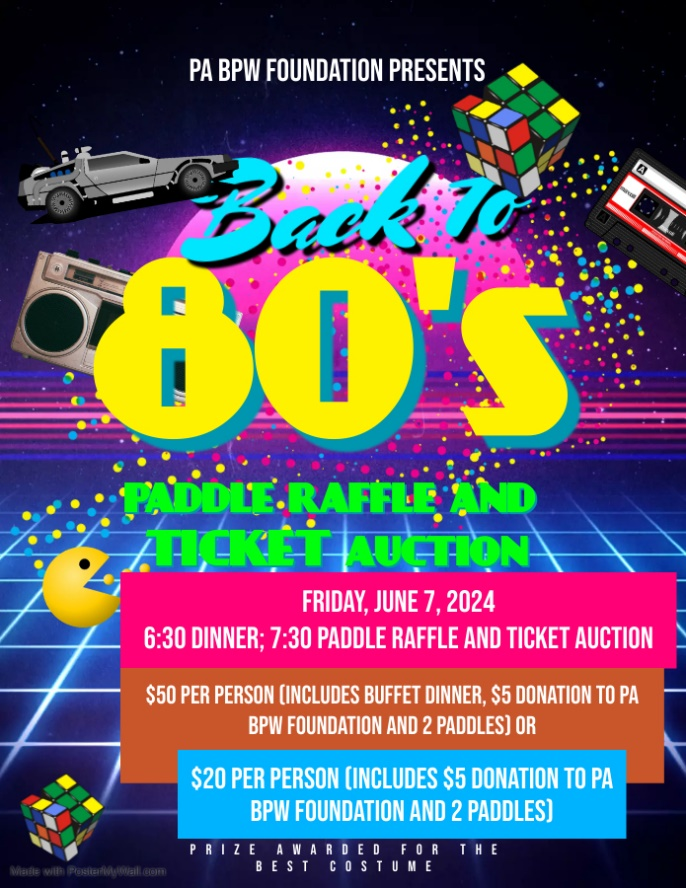 PA BPW FOUNDATION PRESENTS
Back To
80's
PADDLE RAFFLE AND
TICKET AUCTION
FRIDAY, JUNE 7, 2024
6:30 DINNER; 7:30 PADDLE RAFFLE AND TICKET AUCTION
$50 PER PERSON (INCLUDES BUFFET DINNER, $5 DONATION TO PA
BPW FOUNDATION AND 2 PADDLES) OR
$20 PER PERSON (INCLUDES $5 DONATION TO PA
BPW FOUNDATION AND 2 PADDLES)
PRIZE AWARDED FOR THE
BEST COSTUME
Made with PosterMyWall.com